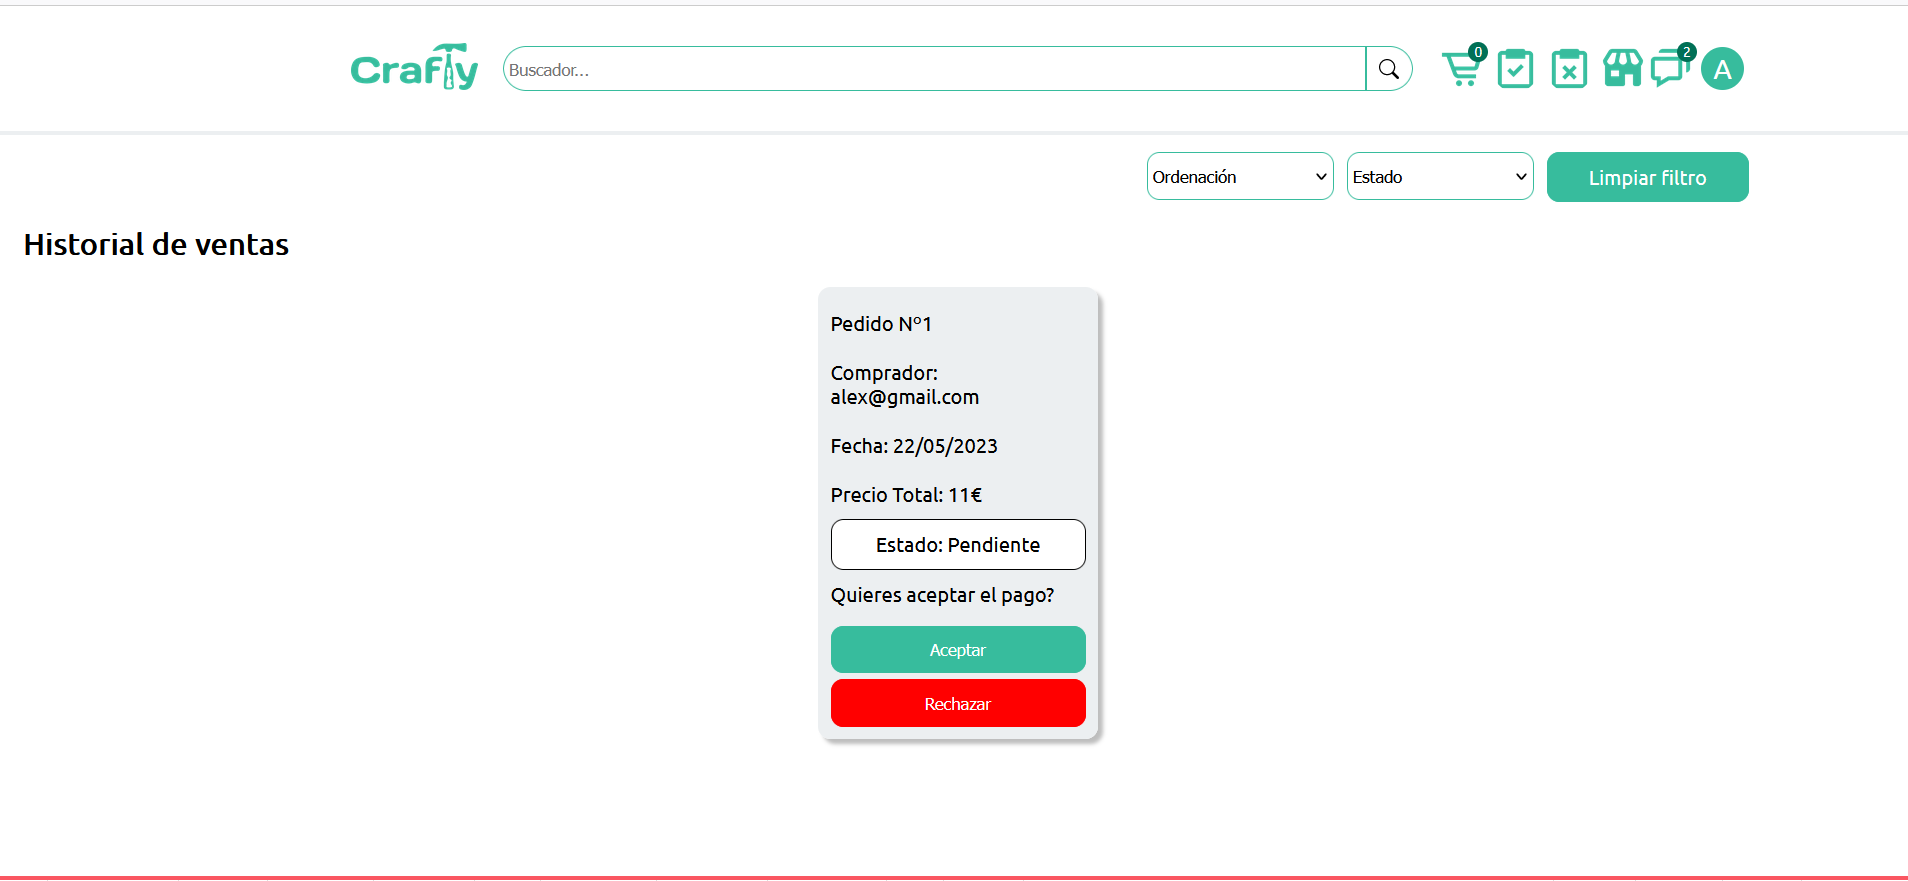 Crafty
Buscador...
0
2
A
Ordenación
Estado
Limpiar filtro
Historial de ventas
Pedido Nº1
Comprador:
alex@gmail.com
Fecha: 22/05/2023
Precio Total: 11€
Estado: Pendiente
Quieres aceptar el pago?
Aceptar
Rechazar